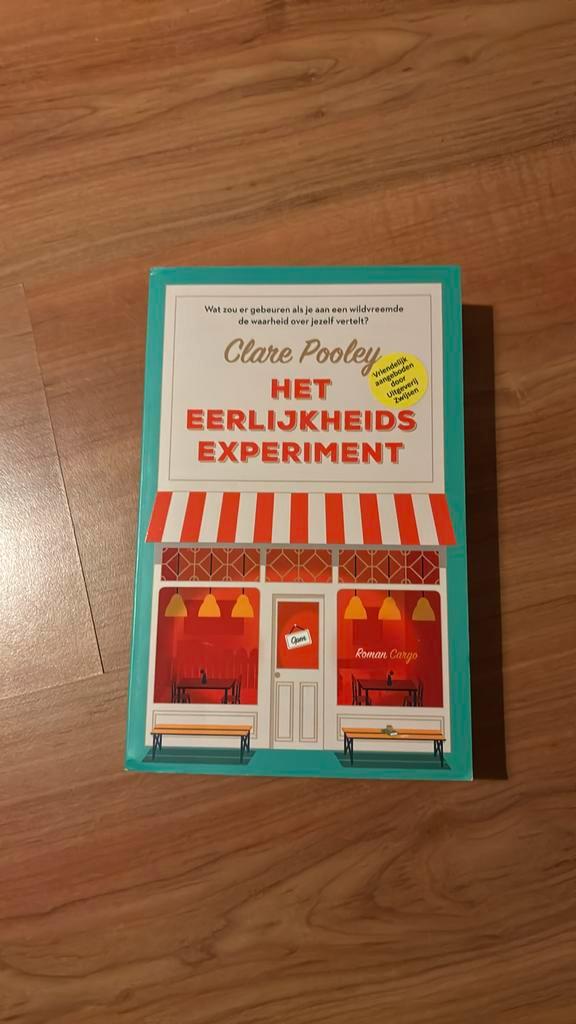 Wat zou er gebeuren als je aan een wildvreemde
de waarheid over jezelf vertelt?
Clare Pooley
Vriendelijk
aangeboden
door
Uitgeverij
Zwijsen
HET
EERLIJKHEIDS
EXPERIMENT
Open
Roman Cargo